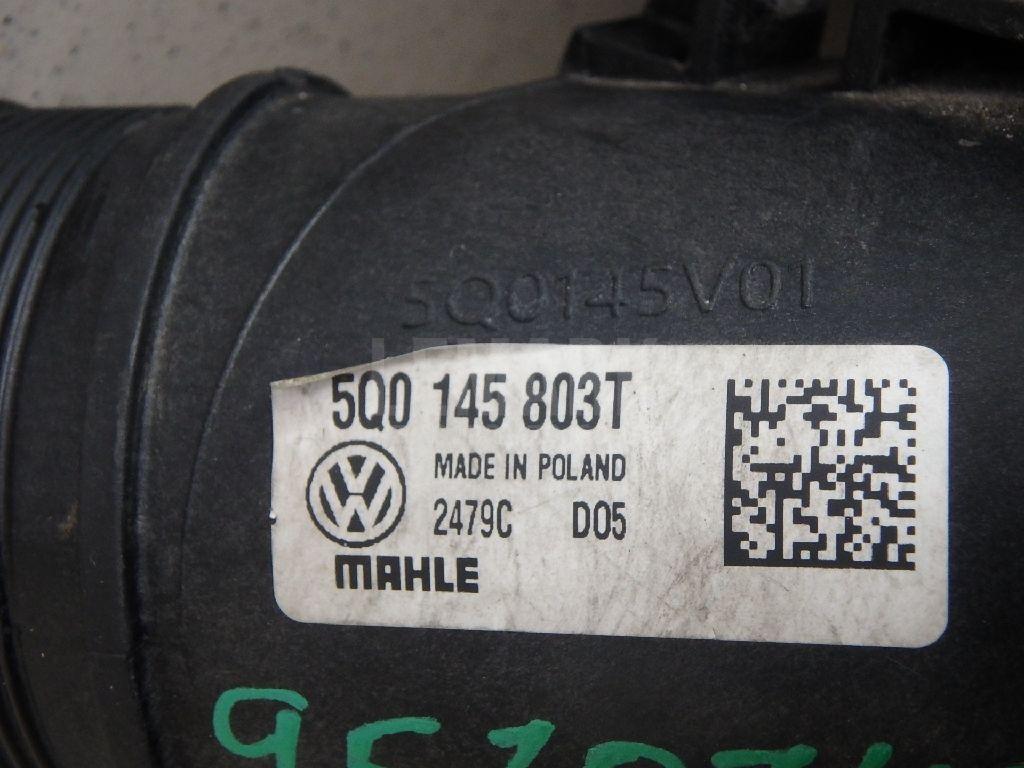 5Q0145V01
5Q0 145 803T
MADE IN POLAND
2479C D05
MAHLE